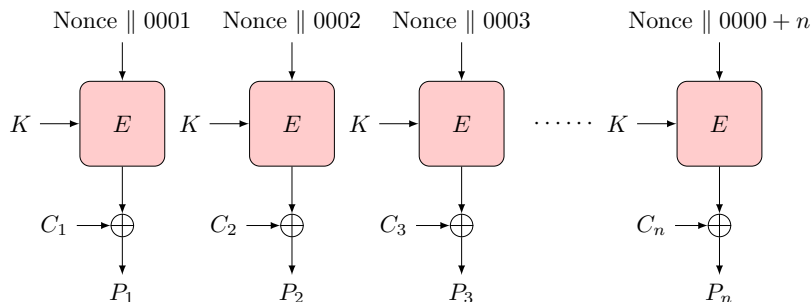 Nonce ∥ 0001 Nonce ∥ 0002 Nonce ∥ 0003 Nonce ∥ 0000 + n
K E K E K E ...... K E
C₁ C₂ C₃ Cₙ
P₁ P₂ P₃ Pₙ